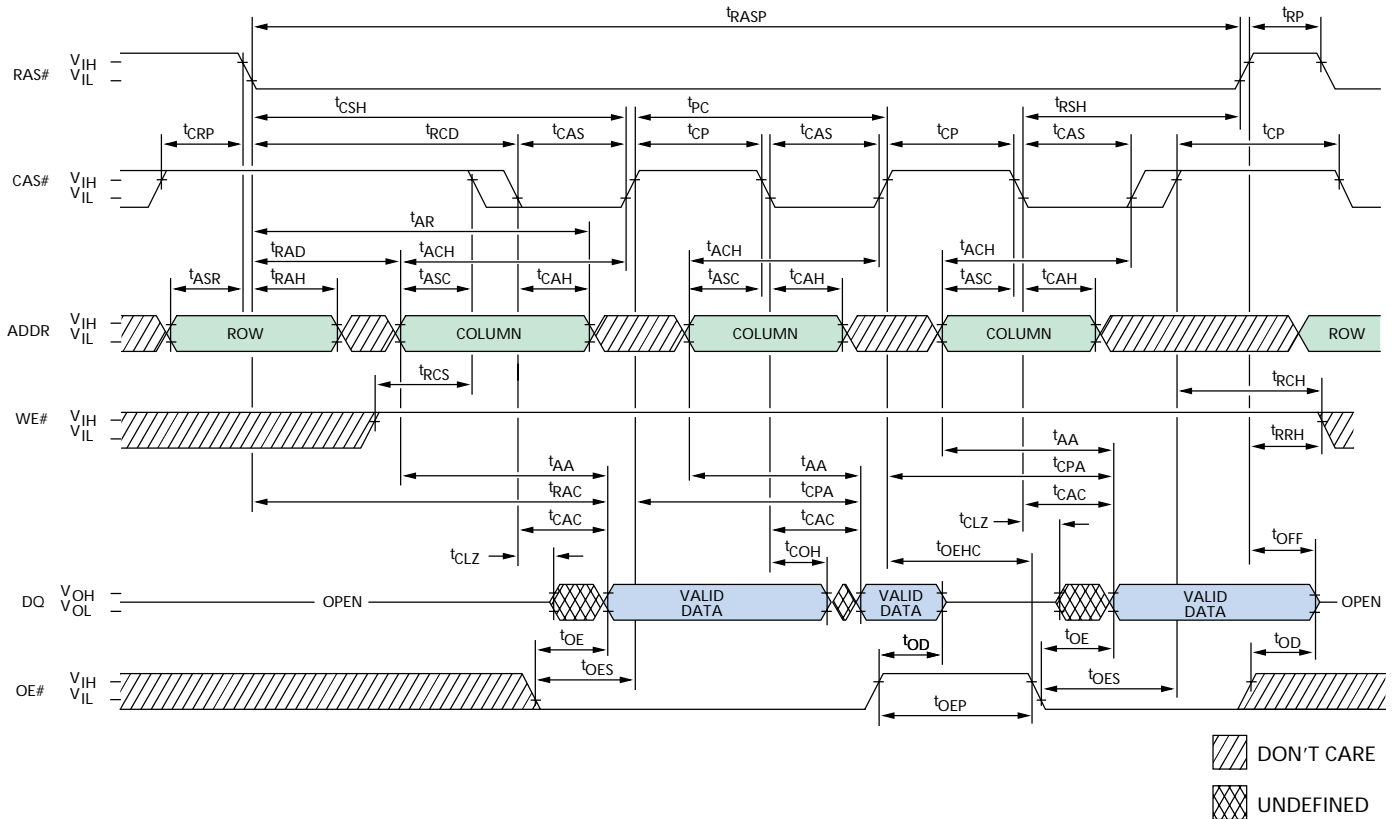 tRASP tRP
RAS# VIH
VIL
tCSH tPC tRSH
tCRP tRCD tCAS tCP tCAS tCP tCAS tCP
CAS# VIH
VIL
tAR
tRAD tACH tACH tACH
tASR tRAH tASC tCAH tASC tCAH tASC tCAH
ADDR VIH
VIL
ROW COLUMN COLUMN COLUMN ROW
tRCS tRCH
WE# VIH
VIL
tRRH
tAA tAA tAA
tRAC tCPA tCPA
tCAC tCAC tCAC
tCLZ tCOH tOEHC tCLZ tOFF
DQ VOH
VOL
OPEN VALID DATA VALID DATA VALID DATA OPEN
tOE tOD tOE tOD
tOES tOES
OE# VIH
VIL
tOEP
DON'T CARE
UNDEFINED